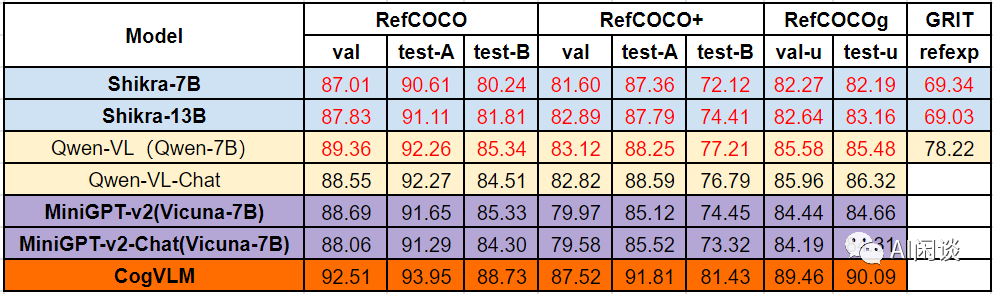 Model RefCOCO RefCOCO+ RefCOCOg GRIT
val test-A test-B val test-A test-B val-u test-u refexp
Shikra-7B 87.01 90.61 80.24 81.60 87.36 72.12 82.27 82.19 69.34
Shikra-13B 87.83 91.11 81.81 82.89 87.79 74.41 82.64 83.16 69.03
Qwen-VL（Qwen-7B） 89.36 92.26 85.34 83.12 88.25 77.21 85.58 85.48 78.22
Qwen-VL-Chat 88.55 92.27 84.51 82.82 88.59 76.79 85.96 86.32
MiniGPT-v2(Vicuna-7B) 88.69 91.65 85.33 79.97 85.12 74.45 84.44 84.66
MiniGPT-v2-Chat(Vicuna-7B) 88.06 91.29 84.30 79.58 85.52 73.32 84.19
AI闲谈
CogVLM 92.51 93.95 88.73 87.52 91.81 81.43 89.46 90.09